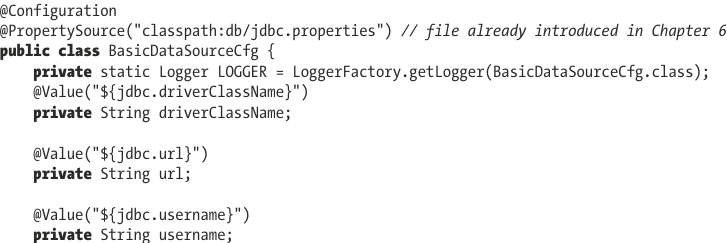 @Configuration
@PropertySource("classpath:db/jdbc.properties") // file already introduced in Chapter 6
public class BasicDataSourceCfg {
    private static Logger LOGGER = LoggerFactory.getLogger(BasicDataSourceCfg.class);
    @Value("${jdbc.driverClassName}")
    private String driverClassName;

    @Value("${jdbc.url}")
    private String url;

    @Value("${jdbc.username}")
    private String username;